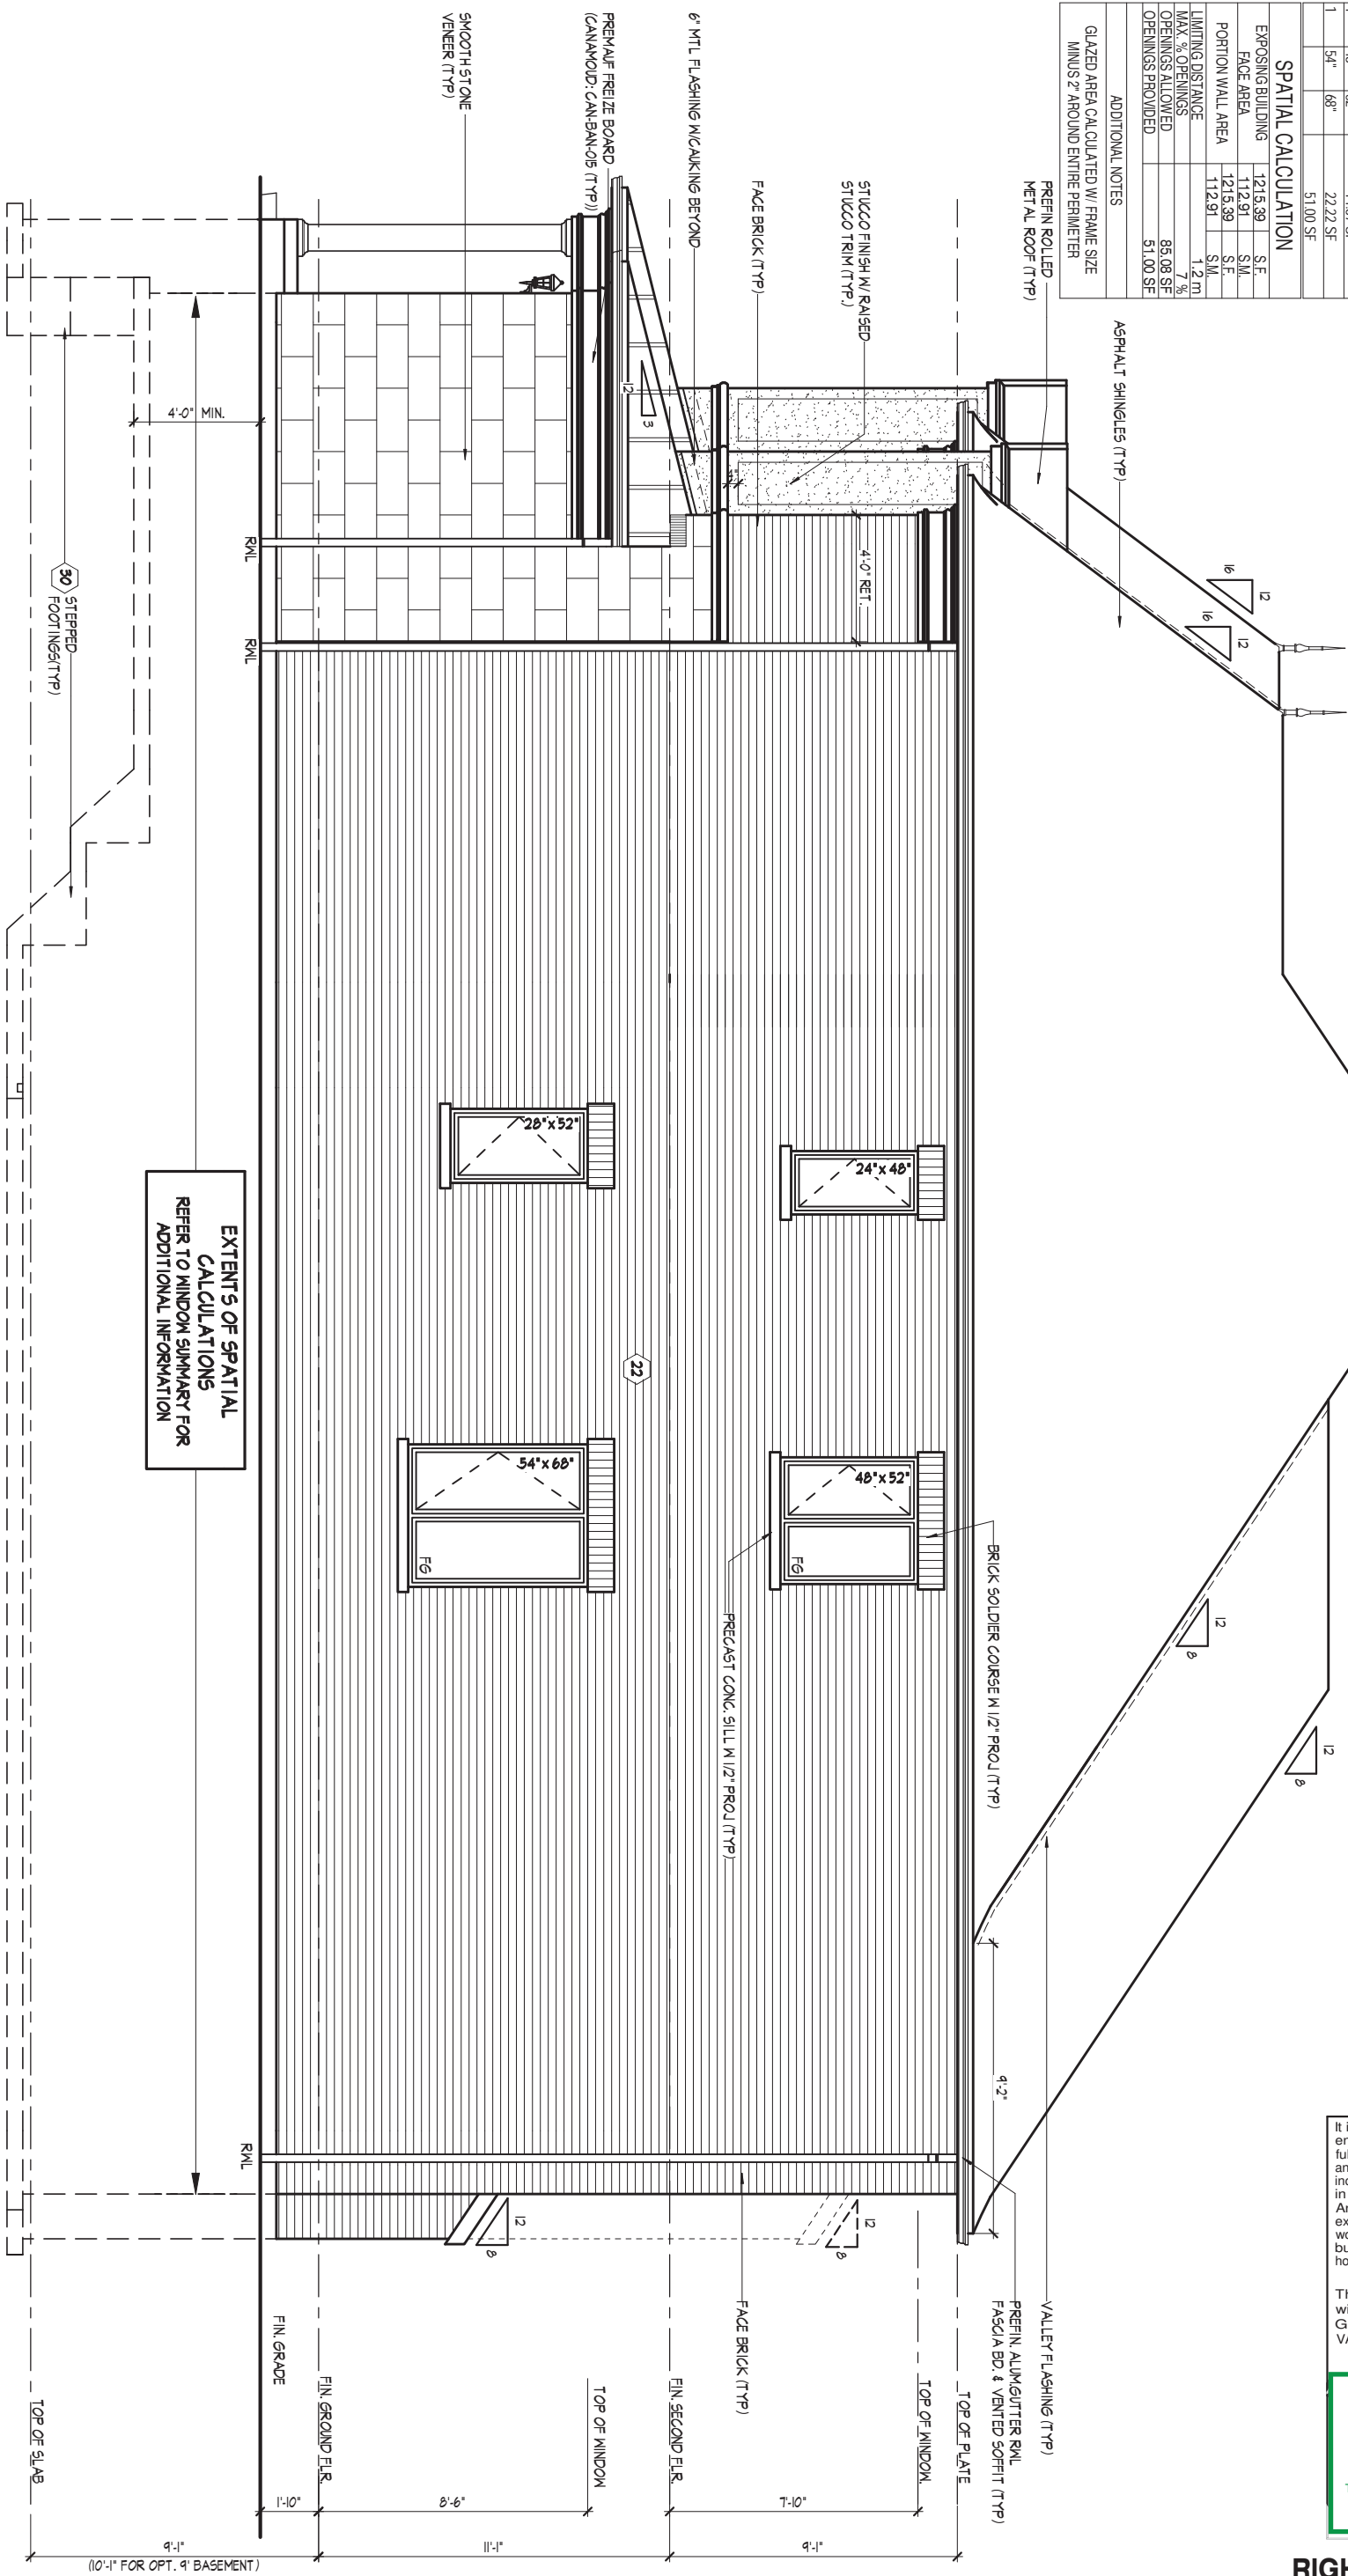 1 54" 68" 22.22 SF
51.00 SF
SPATIAL CALCULATION
EXPOSING BUILDING FACE AREA 1215.39 S.F.
112.91 S.M.
PORTION WALL AREA 1215.39 S.F.
112.91 S.M.
LIMITING DISTANCE 1.2 m
MAX. % OPENINGS 7 %
OPENINGS ALLOWED 85.08 SF
OPENINGS PROVIDED 51.00 SF
ADDITIONAL NOTES
GLAZED AREA CALCULATED W/ FRAME SIZE
MINUS 2" AROUND ENTIRE PERIMETER
ASPHALT SHINGLES (TYP)
PREFIN ROLLED
METAL ROOF (TYP)
STUCCO FINISH W/ RAISED
STUCCO TRIM (TYP.)
FACE BRICK (TYP)
6" MTL FLASHING W/CAUKING BEYOND
PREMAUF FREIZE BOARD
(CANAMOUD: CAN-BAN-015 (TYP))
SMOOTH STONE
VENEER (TYP)
12
16
12
16
12
3
4'-0" RET.
4'-0" MIN.
RWL
RWL
RWL
30
STEPPED
FOOTINGS(TYP)
24"x48"
28"x52"
48"x52"
FG
54"x68"
FG
22
EXTENTS OF SPATIAL
CALCULATIONS
REFER TO WINDOW SUMMARY FOR
ADDITIONAL INFORMATION
BRICK SOLDIER COURSE W 1/2" PROJ (TYP)
PRECAST CONC. SILL W 1/2" PROJ (TYP)
12
8
12
8
9'-2"
12
8
12
8
VALLEY FLASHING (TYP)
PREFIN. ALUM.GUTTER RWL
FASCIA BD. & VENTED SOFFIT (TYP)
TOP OF PLATE
TOP OF WINDOW
FACE BRICK (TYP)
FIN. SECOND FLR.
TOP OF WINDOW
FIN. GROUND FLR.
FIN. GRADE
TOP OF SLAB
7'-10"
9'-1"
8'-6"
11'-1"
1'-10"
9'-1"
(10'-1" FOR OPT. 9' BASEMENT)
RIGH